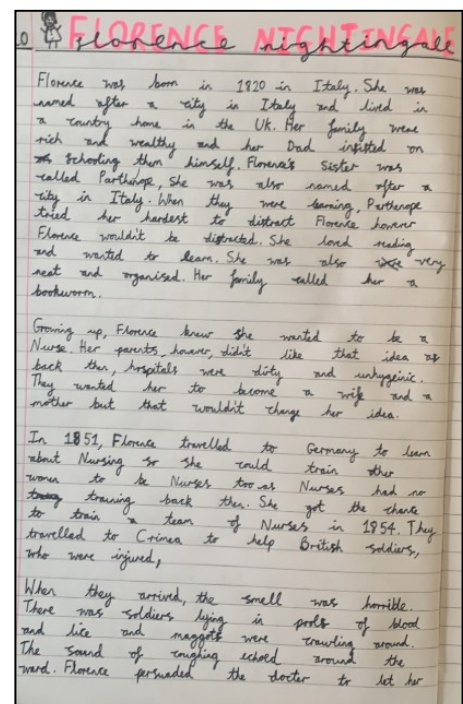 FLORENCE NIGHTINGALE
florence nightingale
Florence was born in 1820 in Italy. She was
named after a city in Italy and lived in
a country home in the UK. Her family were
rich and wealthy and her Dad insisted on
schooling them himself. Florence's sister was
called Parthenope, she was also named after a
city in Italy. When they were learning, Parthenope
tried her hardest to distract Florence however
Florence wouldn't be distracted. She loved reading
and wanted to learn. She was also very
neat and organised. Her family called her a
bookworm.
Growing up, Florence knew she wanted to be a
Nurse. Her parents, however, didn't like that idea as
back then, hospitals were dirty and unhygeinic.
They wanted her to become a wife and a
mother but that wouldn't change her idea.
In 1851, Florence travelled to Germany to learn
about Nursing so she could train other
women to be Nurses too as Nurses had no
training back then. She got the chance
to train a team of Nurses in 1854. They
travelled to Crimea to help British soldiers,
who were injured,
When they arrived, the smell was horrible.
There was soldiers lying in pools of blood
and lice and maggots were crawling around.
The sound of coughing echoed around the
ward. Florence persuaded the docter to let her